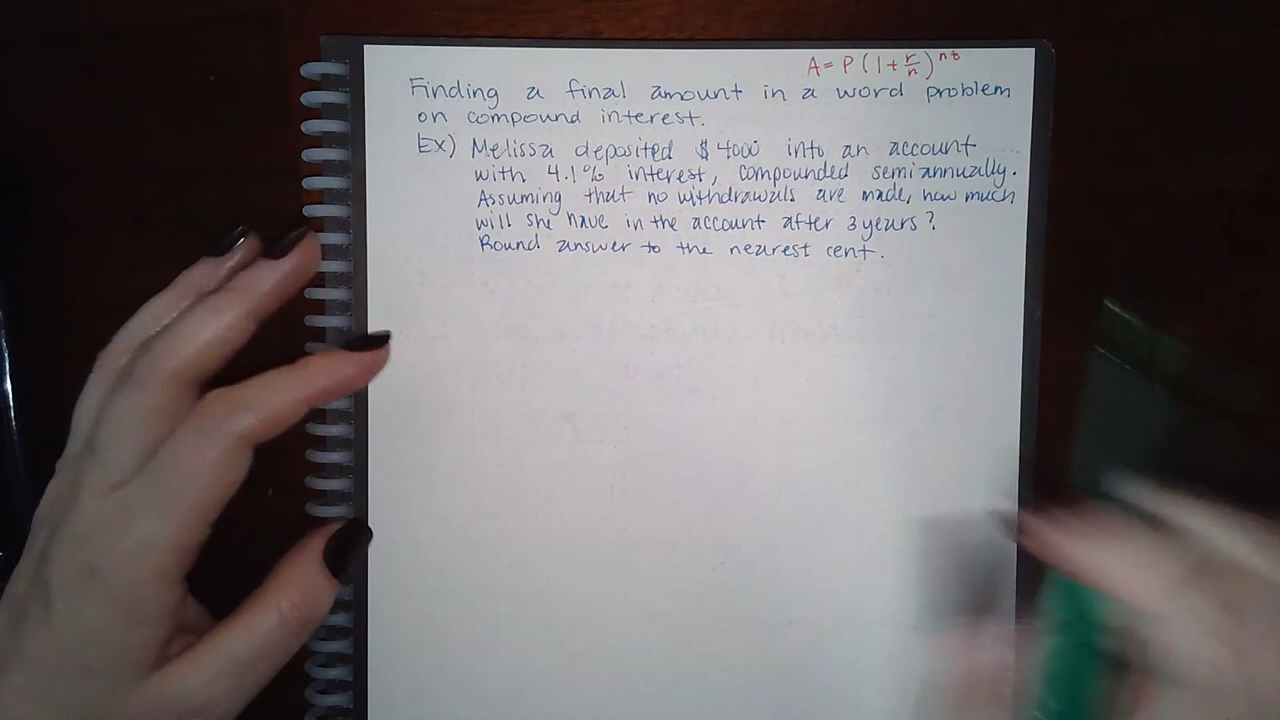 A = P(1+r/n)^nt
Finding a final amount in a word problem
on compound interest.
Ex) Melissa deposited $4000 into an account
with 4.1% interest, compounded semiannually.
Assuming that no withdrawals are made, how much
will she have in the account after 3 years?
Round answer to the nearest cent.